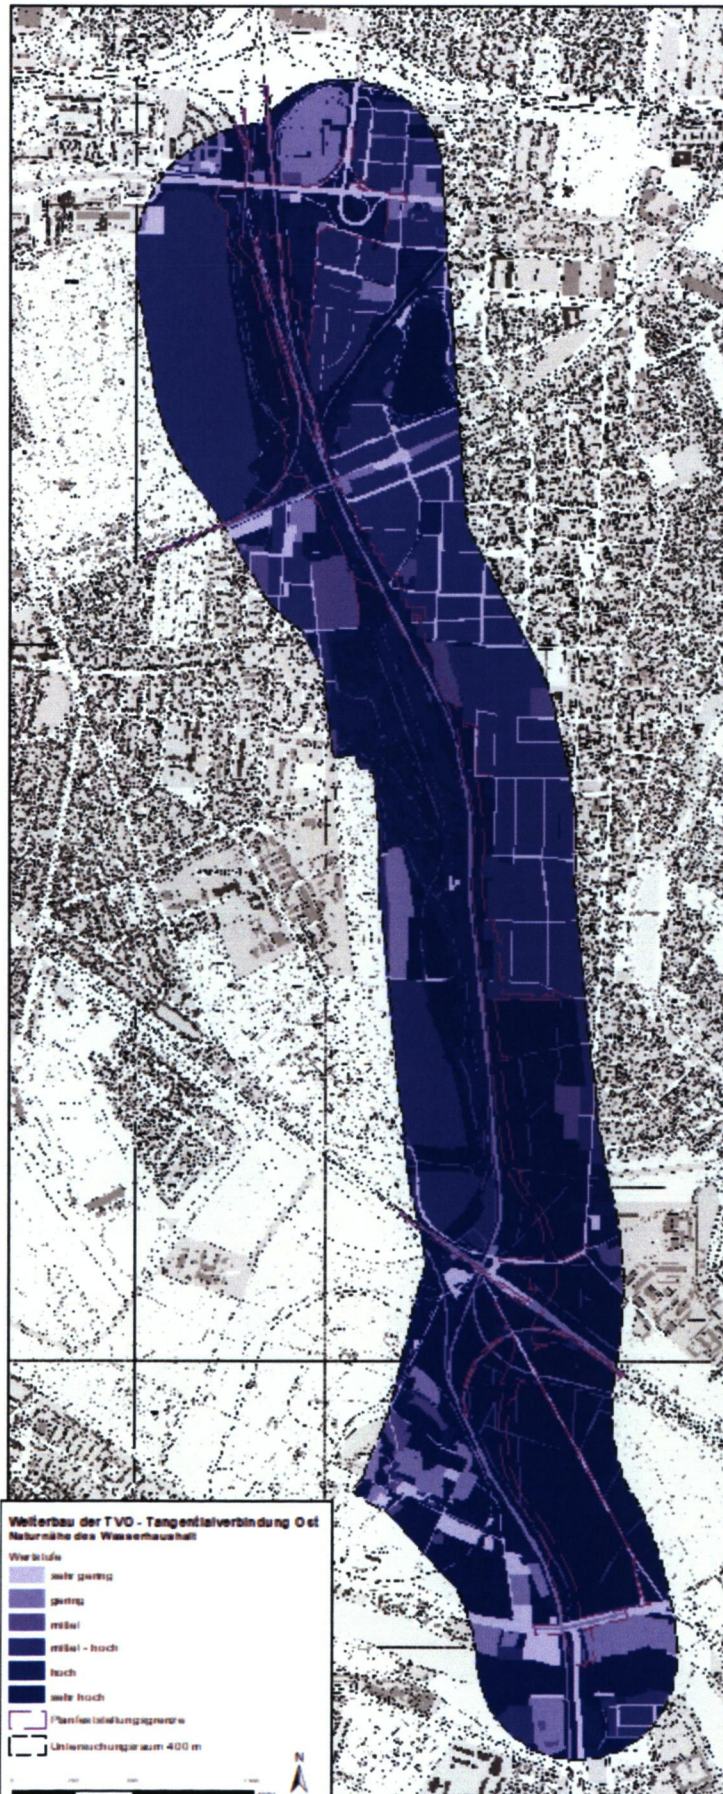 Weiterbau der TVO - Tangentialverbindung Ost
Naturnähe des Wasserhaushalt
Wertstufe
sehr gering
gering
mittel
mittel - hoch
hoch
sehr hoch
Planfeststellungsgrenze
Untersuchungsraum 400 m
N